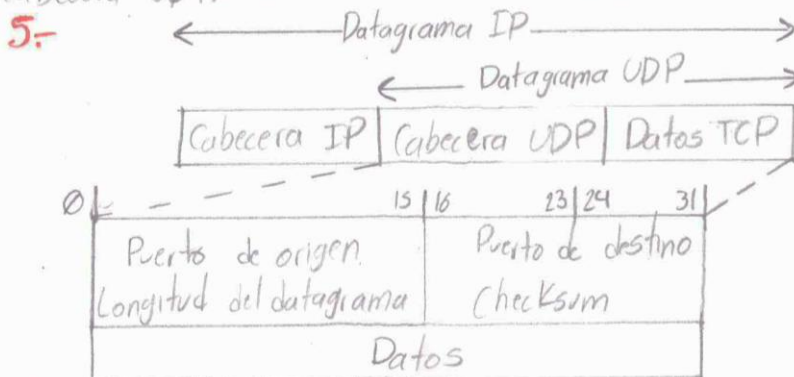 5.-
Datagrama IP
Datagrama UDP
Cabecera IP Cabecera UDP Datos TCP
0 15 16 23 24 31
Puerto de origen Puerto de destino
Longitud del datagrama Checksum
Datos